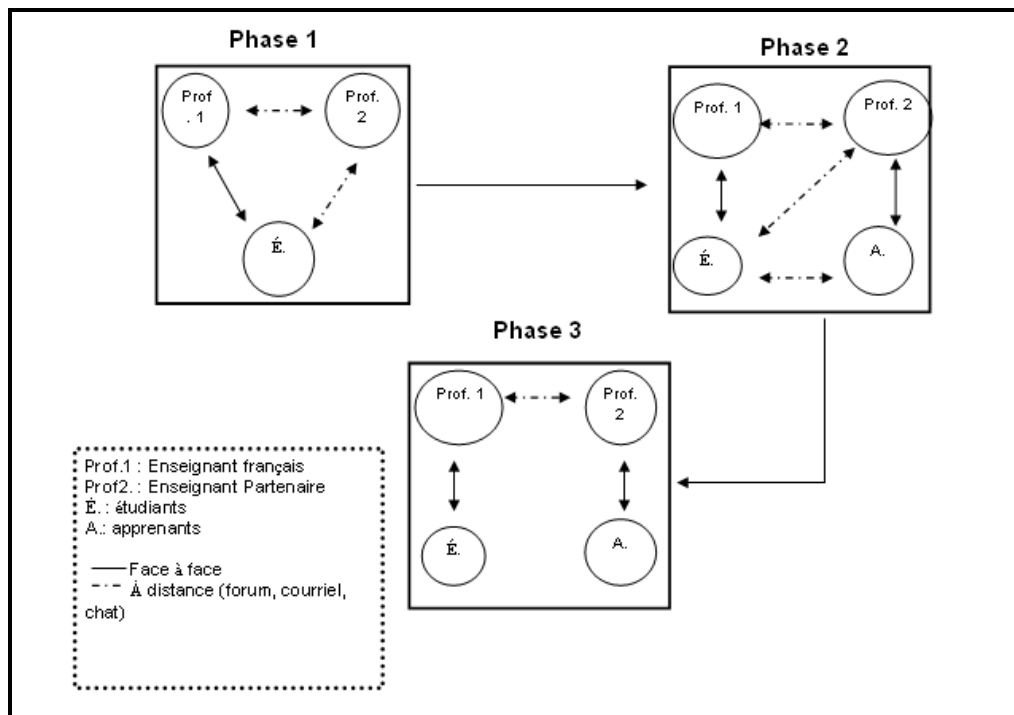 Phase 1
Prof
. 1
Prof.
2
É.
Phase 2
Prof. 1
Prof. 2
É.
A.
Phase 3
Prof. 1
Prof.
2
É.
A.
Prof.1 : Enseignant français
Prof2. : Enseignant Partenaire
É. : étudiants
A.: apprenants
Face à face
À distance (forum, courriel,
chat)